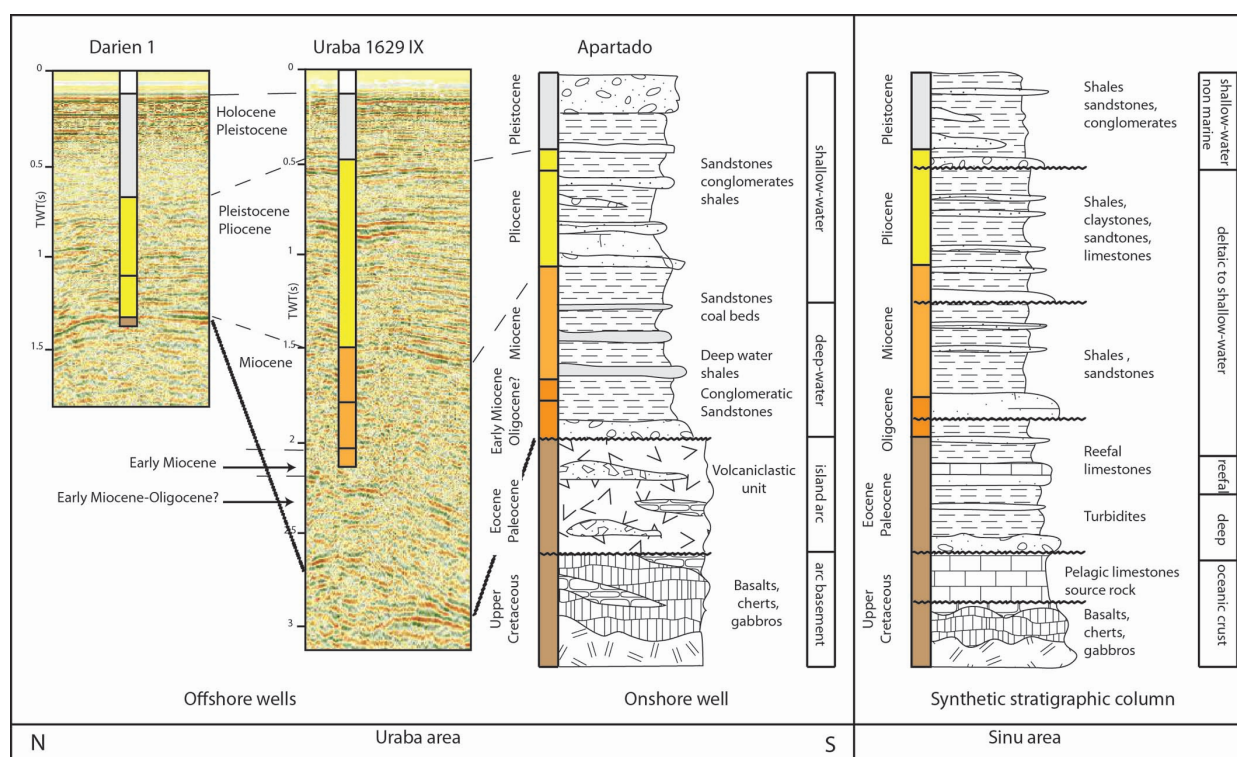 Darien 1
Uraba 1629 IX
Apartado
0
0.5
1
1.5
TWT(s)
Holocene
Pleistocene
Pleistocene
Pliocene
Miocene
Early Miocene
Early Miocene-Oligocene?
0
0.5
1
1.5
2
2.5
3
TWT(s)
Pleistocene
Pliocene
Miocene
Early Miocene
Oligocene?
Eocene
Paleocene
Upper
Cretaceous
Sandstones
conglomerates
shales
Sandstones
coal beds
Deep water
shales
Conglomeratic
Sandstones
Volcaniclastic
unit
Basalts,
cherts,
gabbros
shallow-water
deep-water
island arc
arc basement
Pleistocene
Pliocene
Miocene
Oligocene
Eocene
Paleocene
Upper
Cretaceous
Shales
sandstones,
conglomerates
Shales,
claystones,
sandtones,
limestones
Shales ,
sandstones
Reefal
limestones
Turbidites
Pelagic limestones
source rock
Basalts,
cherts,
gabbros
shallow-water
non marine
deltaic to shallow-water
reefal
deep
oceanic crust
Offshore wells
Onshore well
Synthetic stratigraphic column
N
Uraba area
S
Sinu area